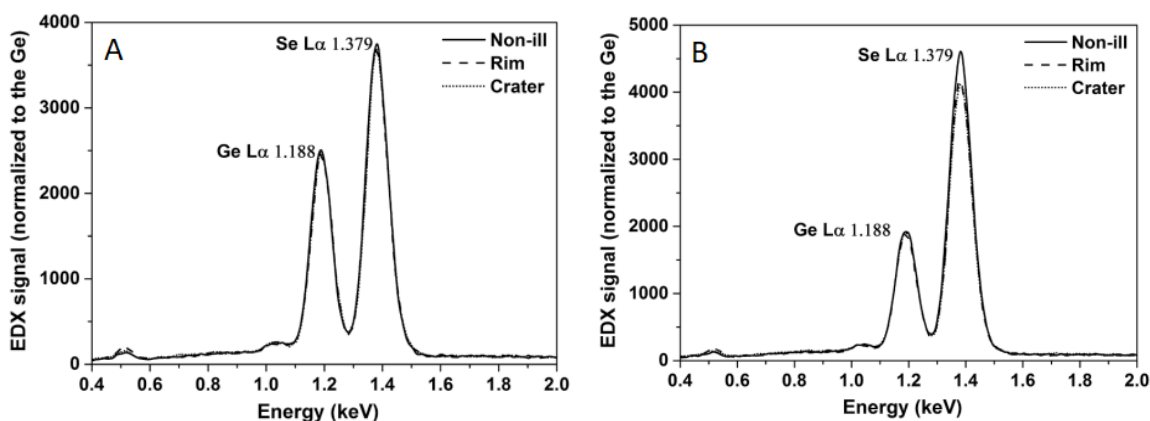 A
EDX signal (normalized to the Ge)
4000
3000
2000
1000
0
Se Lα 1.379
Ge Lα 1.188
Non-ill
Rim
Crater
0.4 0.6 0.8 1.0 1.2 1.4 1.6 1.8 2.0
Energy (keV)
B
EDX signal (normalized to the Ge)
5000
4000
3000
2000
1000
0
Se Lα 1.379
Ge Lα 1.188
Non-ill
Rim
Crater
0.4 0.6 0.8 1.0 1.2 1.4 1.6 1.8 2.0
Energy (keV)